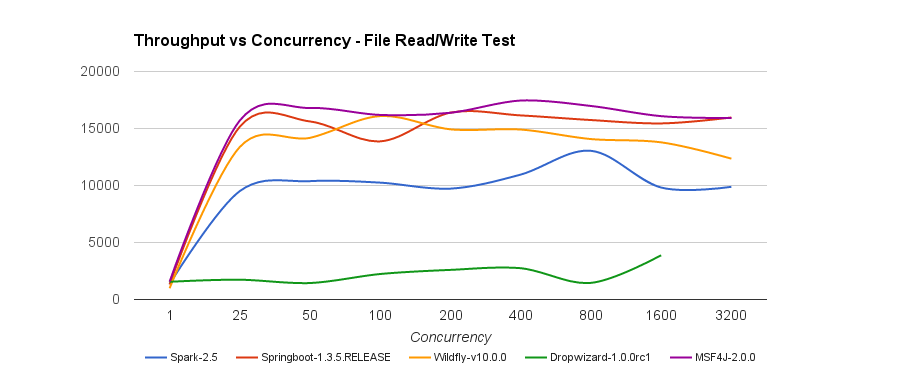 Throughput vs Concurrency - File Read/Write Test
20000
15000
10000
5000
0
1 25 50 100 200 400 800 1600 3200
Concurrency
Spark-2.5 Springboot-1.3.5.RELEASE Wildfly-v10.0.0 Dropwizard-1.0.0rc1 MSF4J-2.0.0